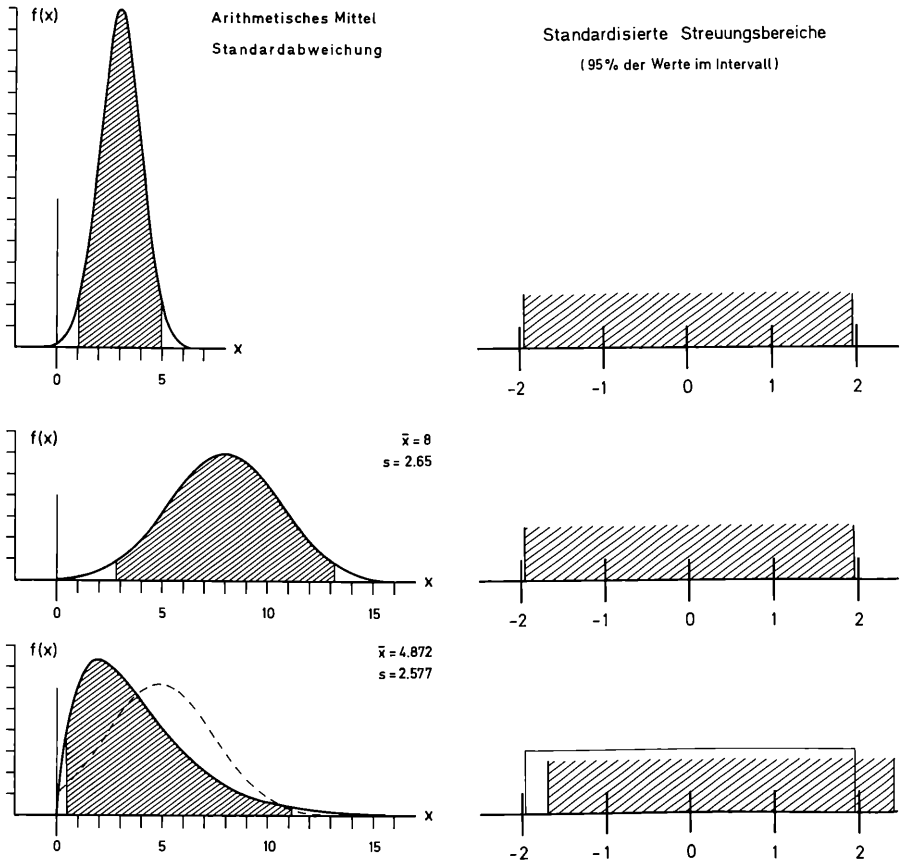 f(x)
Arithmetisches Mittel
Standardabweichung
Standardisierte Streuungsbereiche
(95% der Werte im Intervall)
x
0 5
-2 -1 0 1 2
f(x)
x̄ = 8
s = 2.65
x
0 5 10 15
-2 -1 0 1 2
f(x)
x̄ = 4.872
s = 2.577
x
0 5 10 15
-2 -1 0 1 2